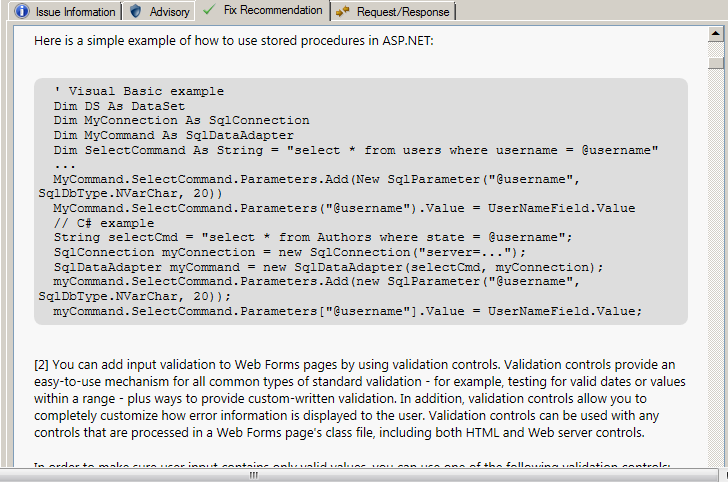 Issue Information Advisory Fix Recommendation Request/Response
Here is a simple example of how to use stored procedures in ASP.NET:
' Visual Basic example
Dim DS As DataSet
Dim MyConnection As SqlConnection
Dim MyCommand As SqlDataAdapter
Dim SelectCommand As String = "select * from users where username = @username"
...
MyCommand.SelectCommand.Parameters.Add(New SqlParameter("@username",
SqlDbType.NVarChar, 20))
MyCommand.SelectCommand.Parameters("@username").Value = UserNameField.Value
// C# example
String selectCmd = "select * from Authors where state = @username";
SqlConnection myConnection = new SqlConnection("server=...");
SqlDataAdapter myCommand = new SqlDataAdapter(selectCmd, myConnection);
myCommand.SelectCommand.Parameters.Add(new SqlParameter("@username",
SqlDbType.NVarChar, 20));
myCommand.SelectCommand.Parameters["@username"].Value = UserNameField.Value;
[2] You can add input validation to Web Forms pages by using validation controls. Validation controls provide an
easy-to-use mechanism for all common types of standard validation - for example, testing for valid dates or values
within a range - plus ways to provide custom-written validation. In addition, validation controls allow you to
completely customize how error information is displayed to the user. Validation controls can be used with any
controls that are processed in a Web Forms page's class file, including both HTML and Web server controls.
In order to make sure user input contains only valid values, you can use one of the following validation controls: